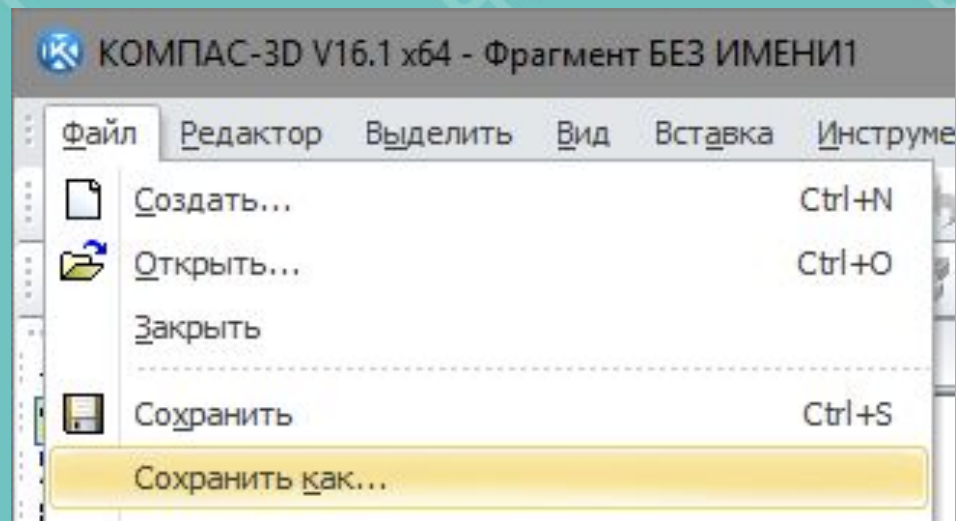 КОМПАС-3D V16.1 x64 - Фрагмент БЕЗ ИМЕНИ1
Файл Редактор Выделить Вид Вставка Инструме
Создать... Ctrl+N
Открыть... Ctrl+O
Закрыть
Сохранить Ctrl+S
Сохранить как...